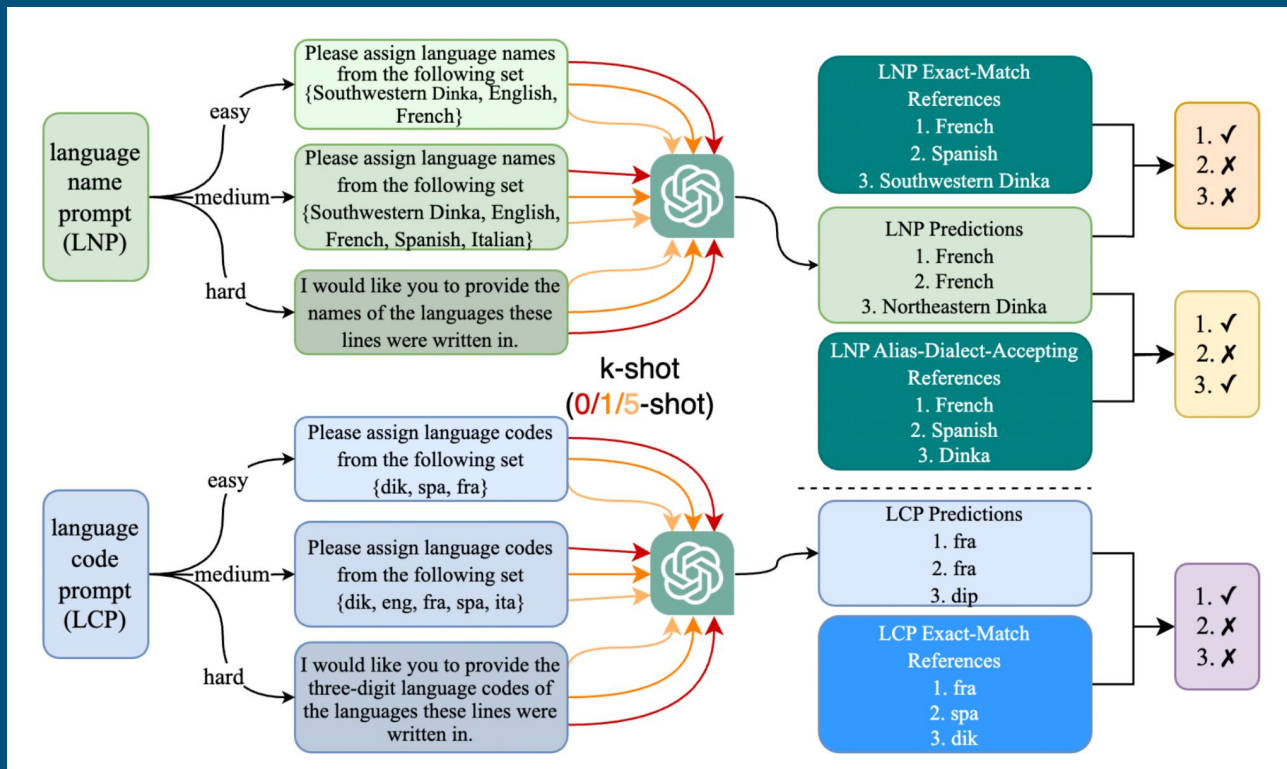 language
name
prompt
(LNP)
easy
medium
hard
Please assign language names
from the following set
{Southwestern Dinka, English,
French}
Please assign language names
from the following set
{Southwestern Dinka, English,
French, Spanish, Italian}
I would like you to provide the
names of the languages these
lines were written in.
k-shot
(0/1/5-shot)
LNP Exact-Match
References
1. French
2. Spanish
3. Southwestern Dinka
LNP Predictions
1. French
2. French
3. Northeastern Dinka
LNP Alias-Dialect-Accepting
References
1. French
2. Spanish
3. Dinka
1. ✓
2. ✗
3. ✗
1. ✓
2. ✗
3. ✓
language
code
prompt
(LCP)
easy
medium
hard
Please assign language codes
from the following set
{dik, spa, fra}
Please assign language codes
from the following set
{dik, eng, fra, spa, ita}
I would like you to provide the
three-digit language codes of
the languages these lines were
written in.
LCP Predictions
1. fra
2. fra
3. dip
LCP Exact-Match
References
1. fra
2. spa
3. dik
1. ✓
2. ✗
3. ✗